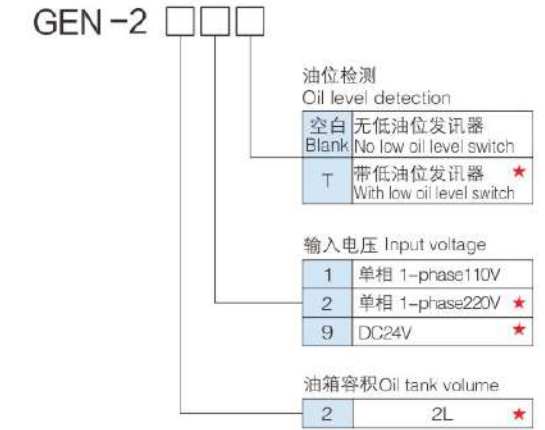 GEN-2 □□□
油位检测
Oil level detection
空白 无低油位发讯器
Blank No low oil level switch
T 带低油位发讯器 ★
With low oil level switch
输入电压 Input voltage
1 单相 1-phase110V
2 单相 1-phase220V ★
9 DC24V ★
油箱容积Oil tank volume
2 2L ★